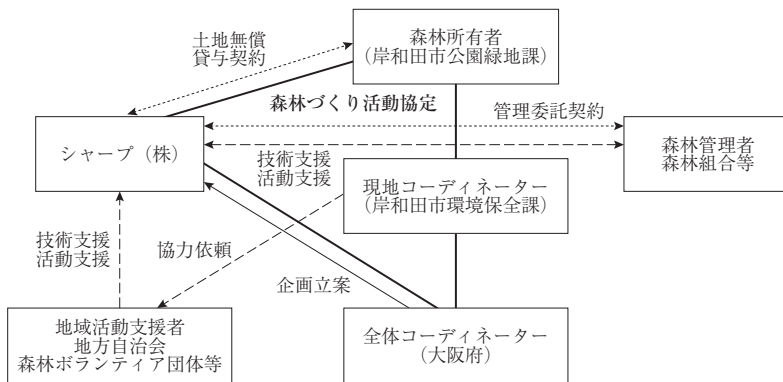 土地無償
貸与契約
森林所有者
（岸和田市公園緑地課）
森林づくり活動協定
管理委託契約
シャープ（株）
森林管理者
森林組合等
技術支援
活動支援
現地コーディネーター
（岸和田市環境保全課）
技術支援
活動支援
協力依頼
企画立案
地域活動支援者
地方自治会
森林ボランティア団体等
全体コーディネーター
（大阪府）